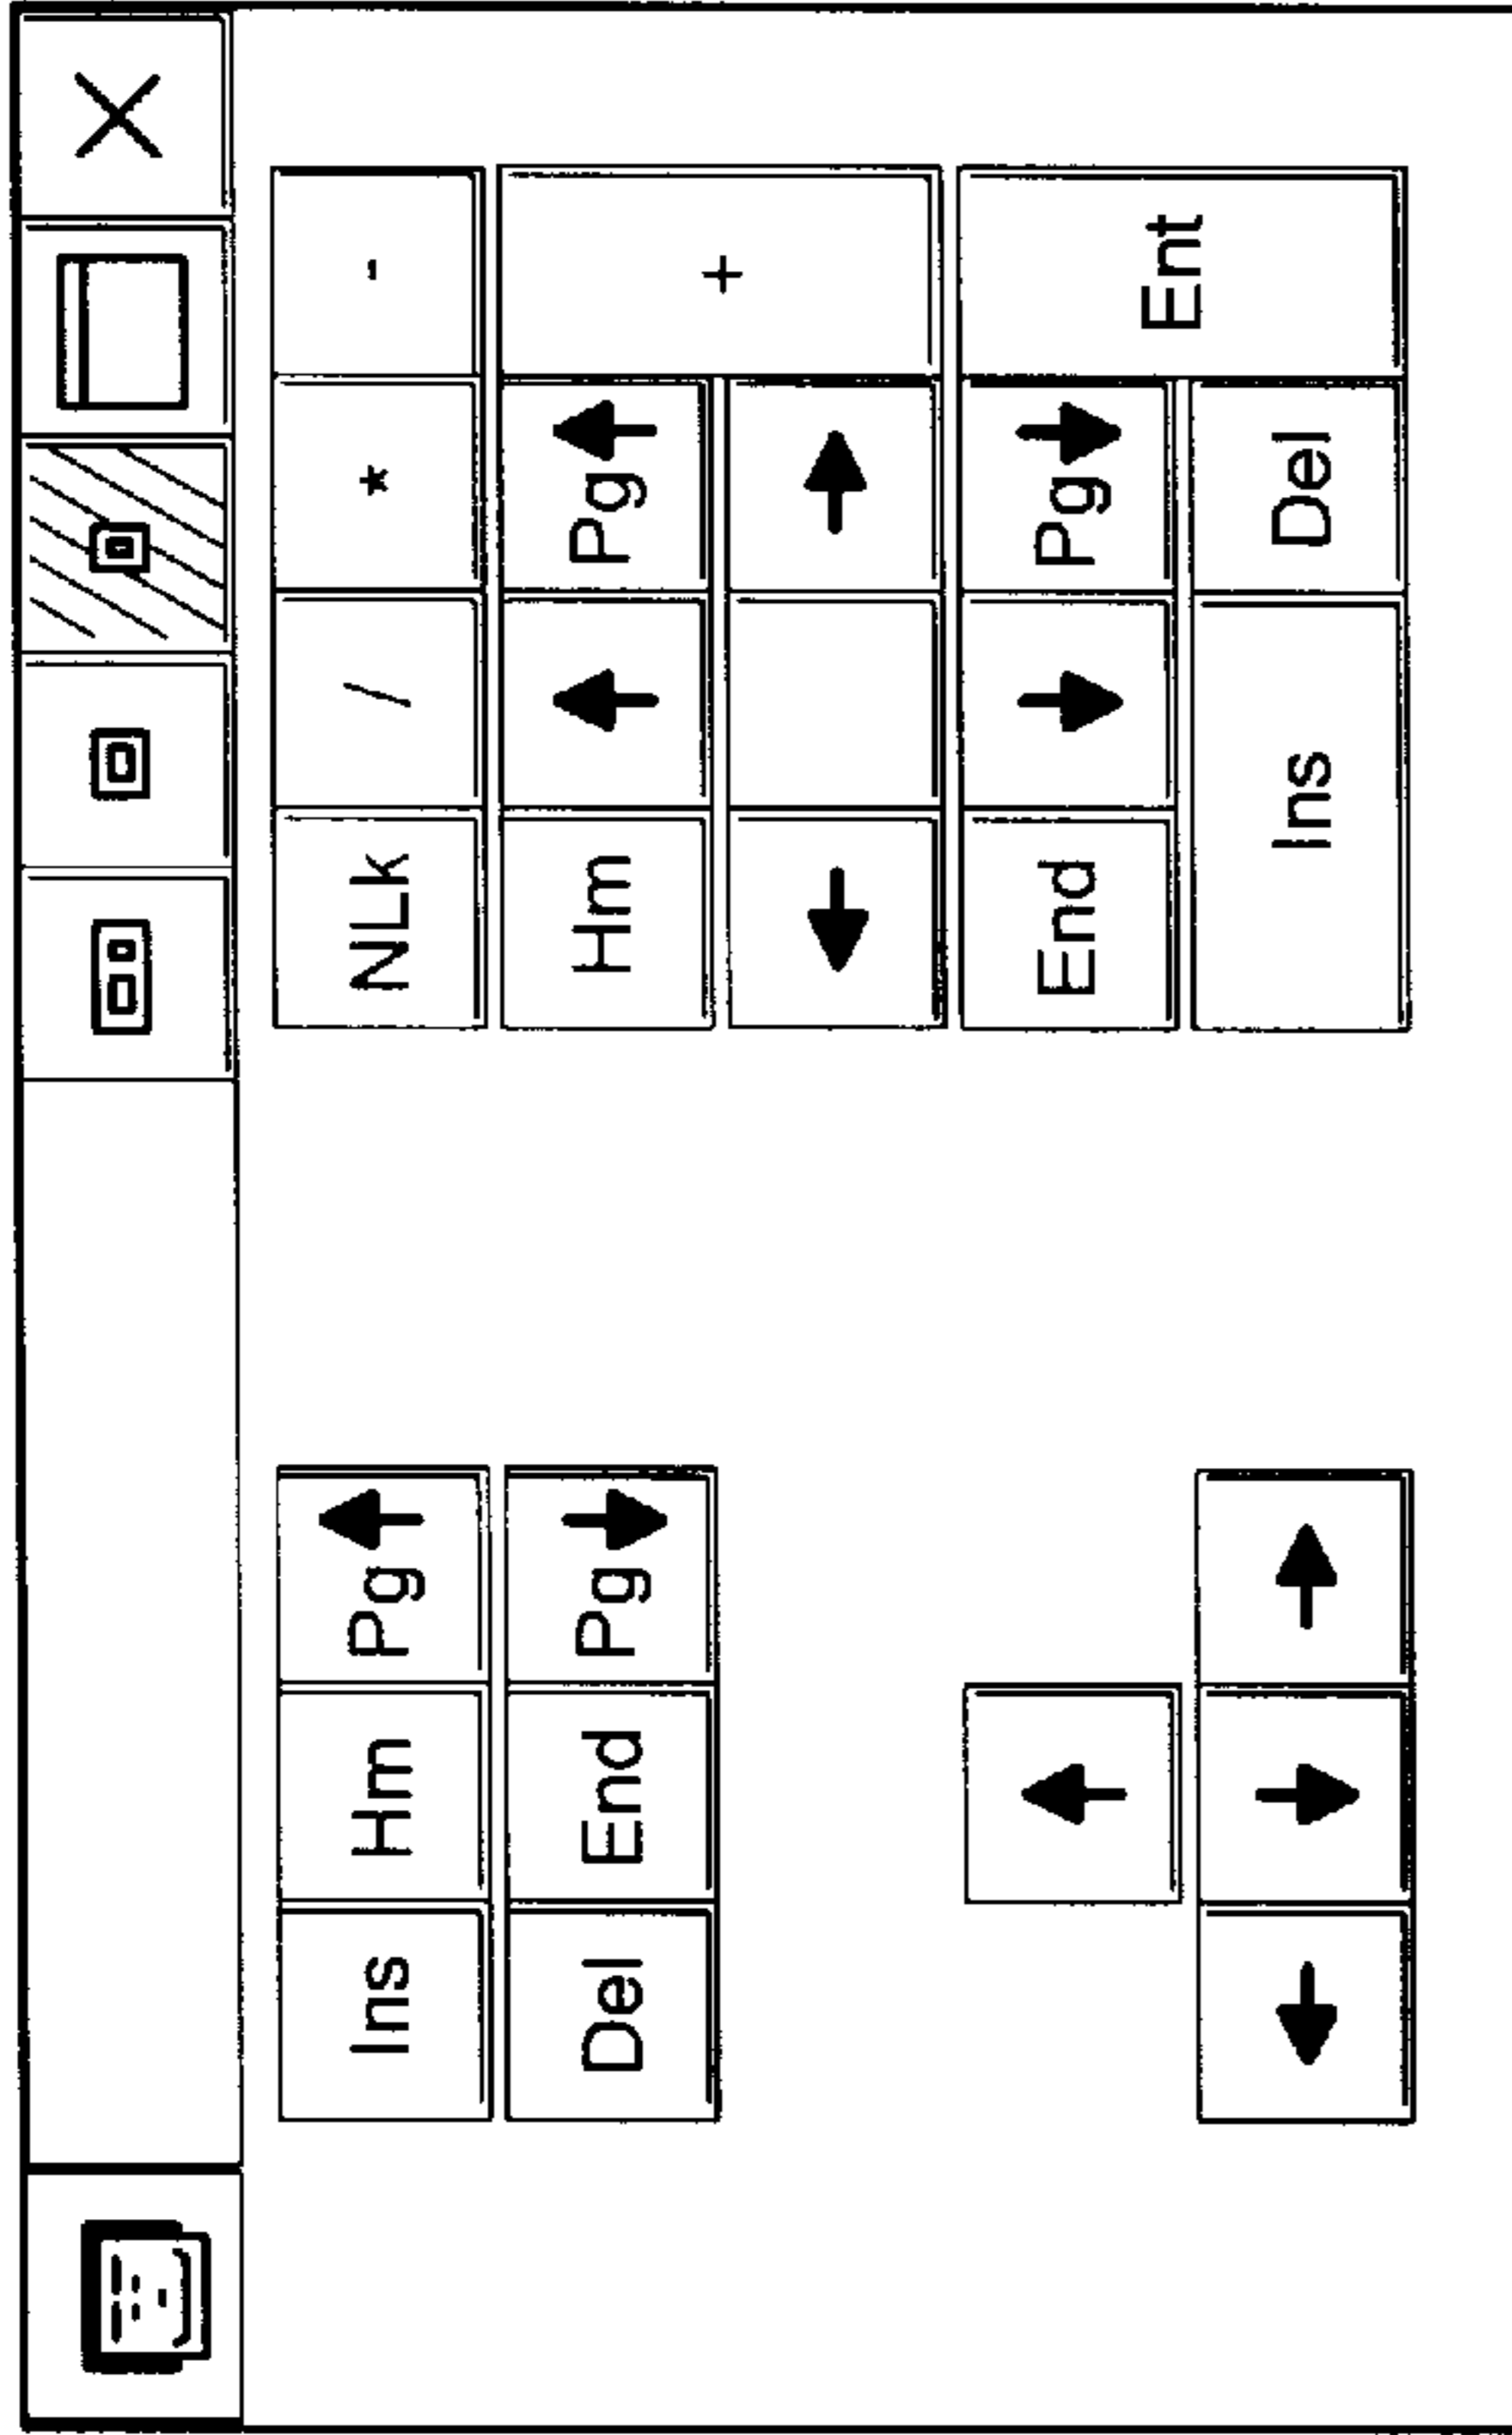 Ins Hm Pg↑ NLk / * -
Del End Pg↓ Hm ↑ Pg↑ +
← →
↑ End ↓ Pg↓ Ent
← ↓ → Ins Del